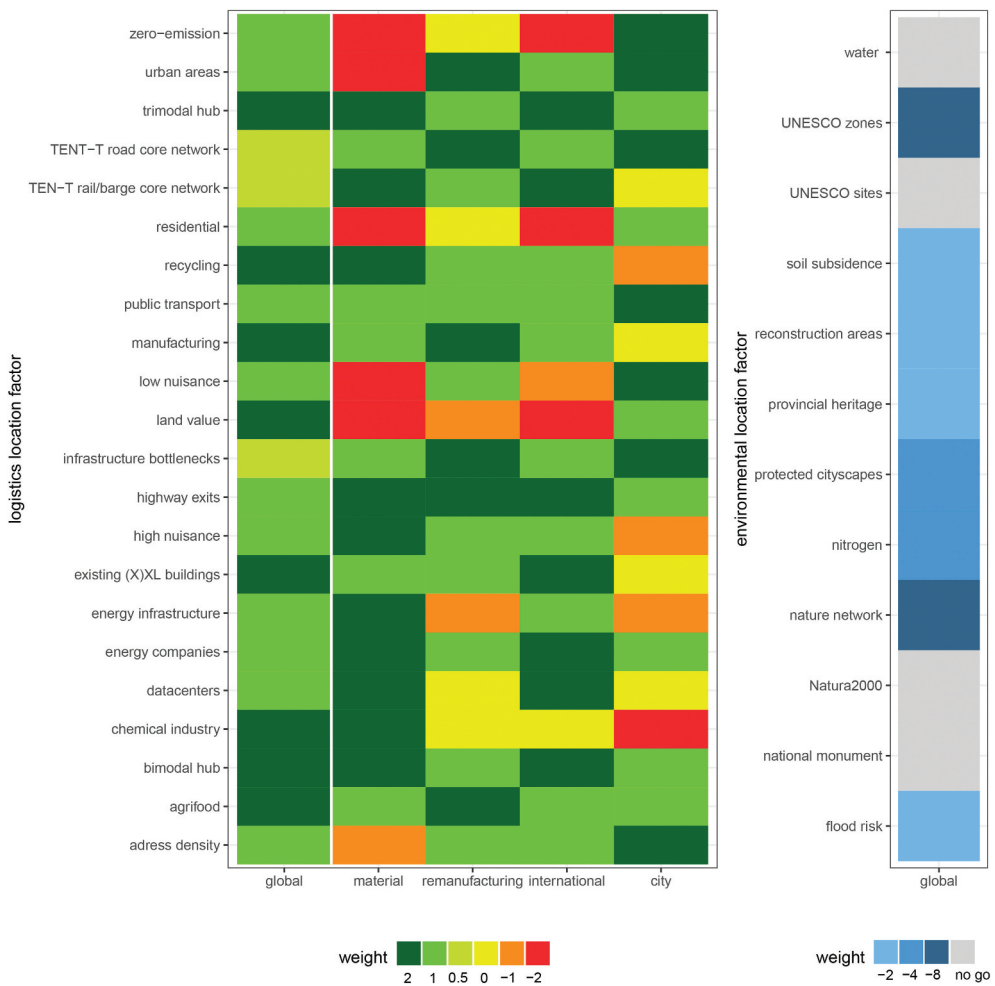 logistics location factor
zero-emission
urban areas
trimodal hub
TENT-T road core network
TEN-T rail/barge core network
residential
recycling
public transport
manufacturing
low nuisance
land value
infrastructure bottlenecks
highway exits
high nuisance
existing (X)XL buildings
energy infrastructure
energy companies
datacenters
chemical industry
bimodal hub
agrifood
adress density
global material remanufacturing international city
weight
2 1 0.5 0 -1 -2
environmental location factor
water
UNESCO zones
UNESCO sites
soil subsidence
reconstruction areas
provincial heritage
protected cityscapes
nitrogen
nature network
Natura2000
national monument
flood risk
global
weight
-2 -4 -8 no go